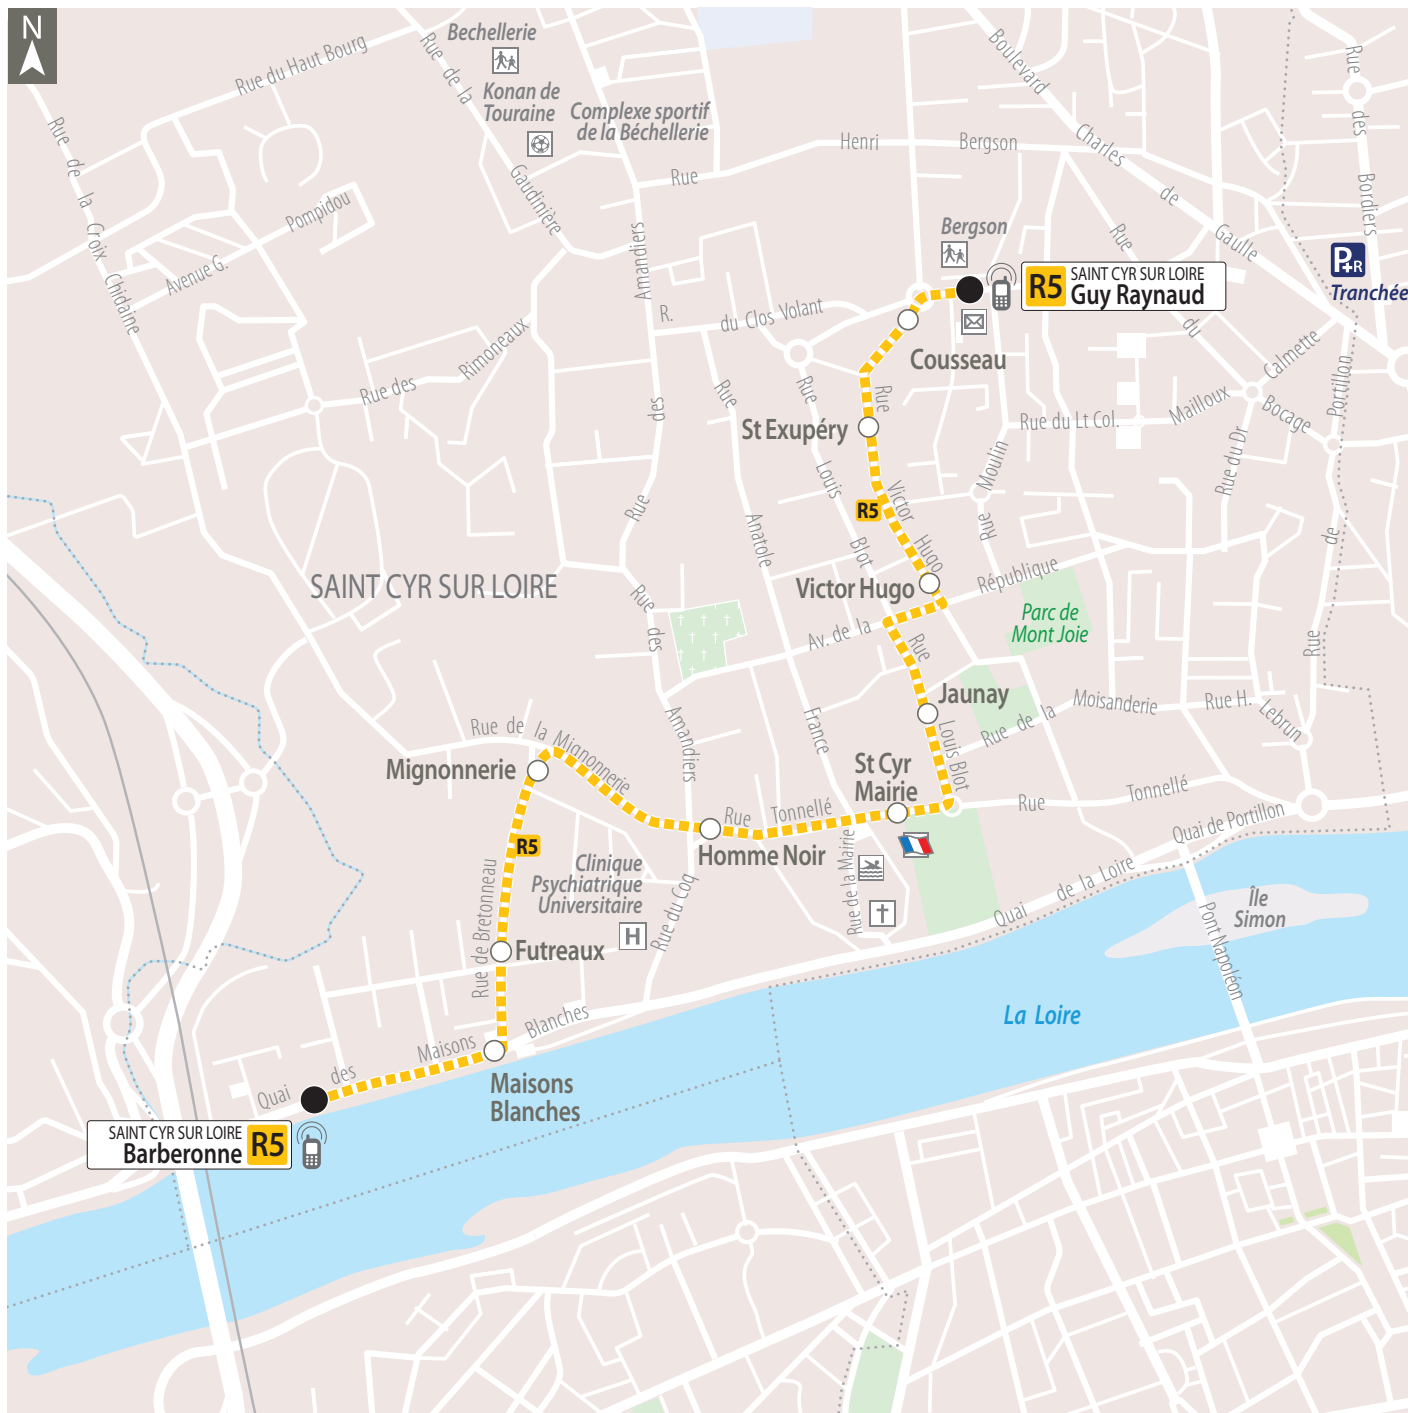 N
Bechellerie
Konan de
Touraine
Complexe sportif
de la Béchellerie
Rue du Haut Bourg
Rue de la Gaudinière
Rue de la Croix Chidaine
Avenue G. Pompidou
Rue des Rimoneaux
Rue Henri Bergson
Boulevard Charles de Gaulle
Rue des Bordiers
P+R
Tranchée
Bergson
R5
SAINT CYR SUR LOIRE
Guy Raynaud
Cousseau
R. du Clos Volant
Rue des Amandiers
Rue du
Calmette
Bocage
Rue de Portillon
Rue du Lt Col. Mailloux
Rue du Dr
St Exupéry
Rue Victor Hugo
R5
Rue Louis Blot
Rue Anatole France
Rue Moulin
Victor Hugo
Av. de la République
Parc de
Mont Joie
SAINT CYR SUR LOIRE
Rue des Amandiers
Rue Louis Blot
Jaunay
Rue de la Moisanderie
Rue H. Lebrun
Rue de la Mignonnerie
Mignonnerie
St Cyr
Mairie
Rue Tonnellé
Rue Tonnellé
Homme Noir
Rue de la Mairie
R5
Rue de Bretonneau
Clinique
Psychiatrique
Universitaire
H
Rue du Coq
Futreaux
Quai de la Loire
Quai de Portillon
Pont Napoléon
Île
Simon
La Loire
Quai des Maisons Blanches
Maisons
Blanches
SAINT CYR SUR LOIRE
Barberonne
R5